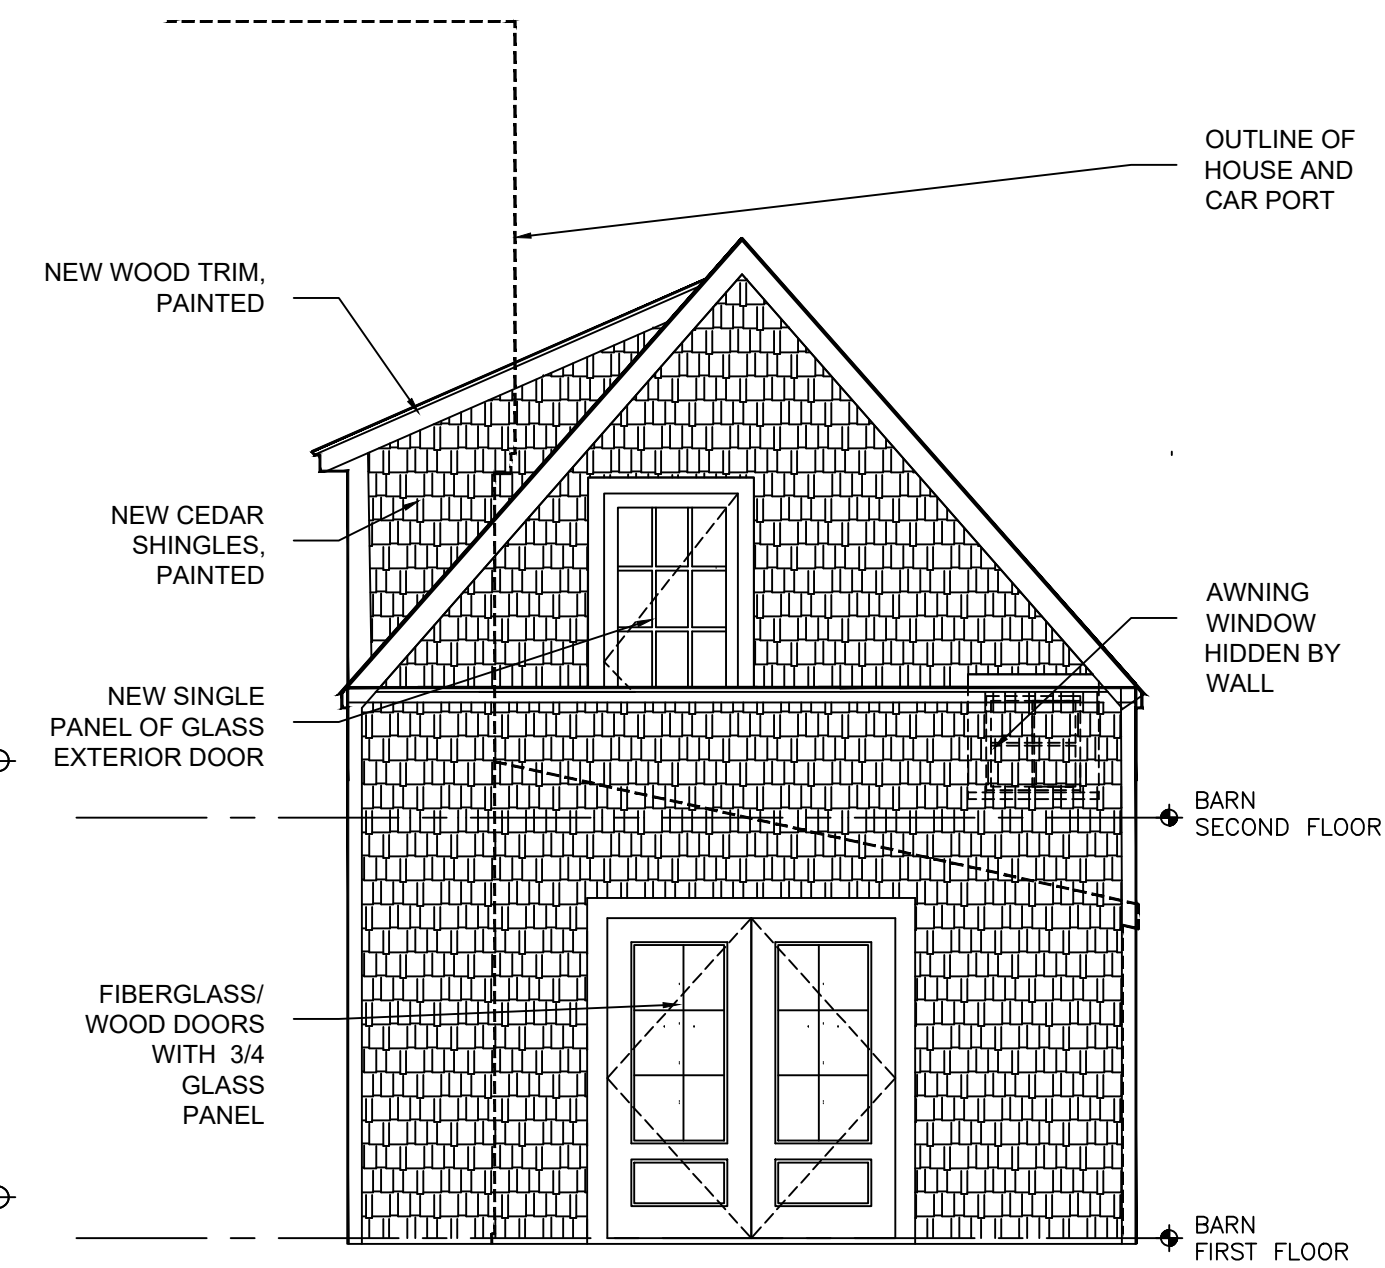 OUTLINE OF
HOUSE AND
CAR PORT
NEW WOOD TRIM,
PAINTED
NEW CEDAR
SHINGLES,
PAINTED
AWNING
WINDOW
HIDDEN BY
WALL
NEW SINGLE
PANEL OF GLASS
EXTERIOR DOOR
BARN
SECOND FLOOR
FIBERGLASS/
WOOD DOORS
WITH 3/4
GLASS
PANEL
BARN
FIRST FLOOR